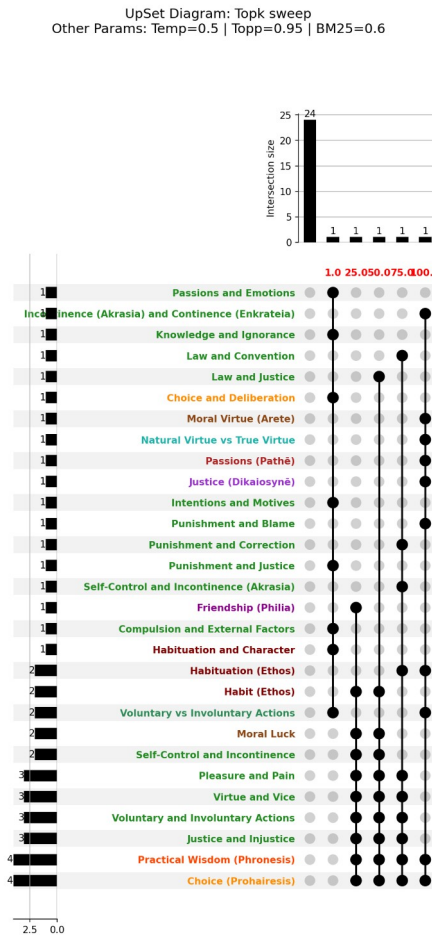 UpSet Diagram: Topk sweep
Other Params: Temp=0.5 | Topp=0.95 | BM25=0.6
25
20
15
10
5
0
Intersection size
24
1 1 1 1 1
1.0 25.0 50.0 75.0 100.
1 Passions and Emotions
1 Incontinence (Akrasia) and Continence (Enkrateia)
1 Knowledge and Ignorance
1 Law and Convention
1 Law and Justice
1 Choice and Deliberation
1 Moral Virtue (Arete)
1 Natural Virtue vs True Virtue
1 Passions (Pathē)
1 Justice (Dikaiosynē)
1 Intentions and Motives
1 Punishment and Blame
1 Punishment and Correction
1 Punishment and Justice
1 Self-Control and Incontinence (Akrasia)
1 Friendship (Philia)
1 Compulsion and External Factors
1 Habituation and Character
2 Habituation (Ethos)
2 Habit (Ethos)
2 Voluntary vs Involuntary Actions
2 Moral Luck
2 Self-Control and Incontinence
3 Pleasure and Pain
3 Virtue and Vice
3 Voluntary and Involuntary Actions
3 Justice and Injustice
4 Practical Wisdom (Phronesis)
4 Choice (Prohairesis)
2.5 0.0